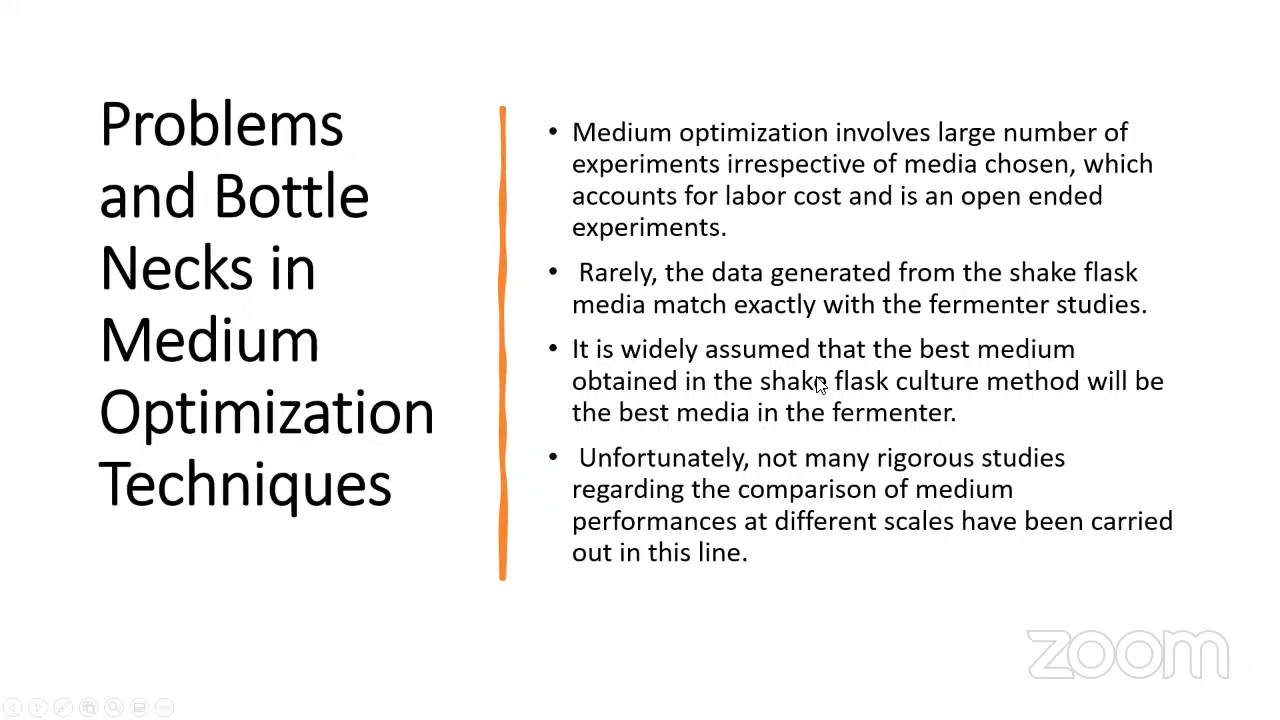 Problems
and Bottle
Necks in
Medium
Optimization
Techniques
• Medium optimization involves large number of
experiments irrespective of media chosen, which
accounts for labor cost and is an open ended
experiments.
• Rarely, the data generated from the shake flask
media match exactly with the fermenter studies.
• It is widely assumed that the best medium
obtained in the shake flask culture method will be
the best media in the fermenter.
• Unfortunately, not many rigorous studies
regarding the comparison of medium
performances at different scales have been carried
out in this line.
zoom